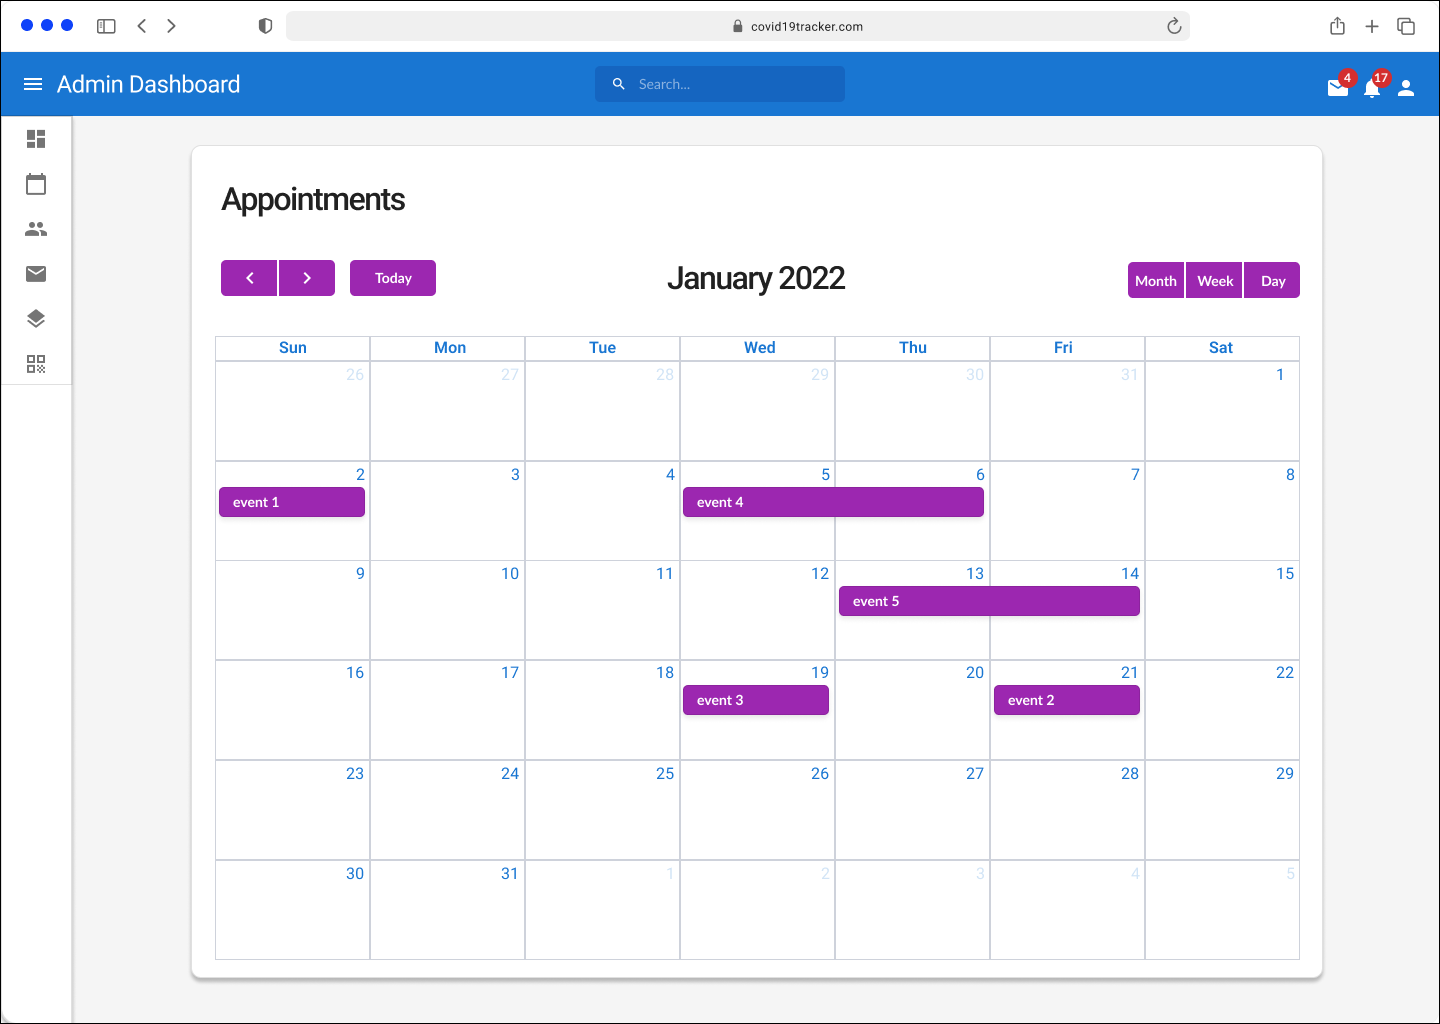 covid19tracker.com
Admin Dashboard
Search...
4
17
Appointments
Today
January 2022
Month Week Day
Sun Mon Tue Wed Thu Fri Sat
26 27 28 29 30 31 1
2 3 4 5 6 7 8
event 1 event 4
9 10 11 12 13 14 15
event 5
16 17 18 19 20 21 22
event 3 event 2
23 24 25 26 27 28 29
30 31 1 2 3 4 5